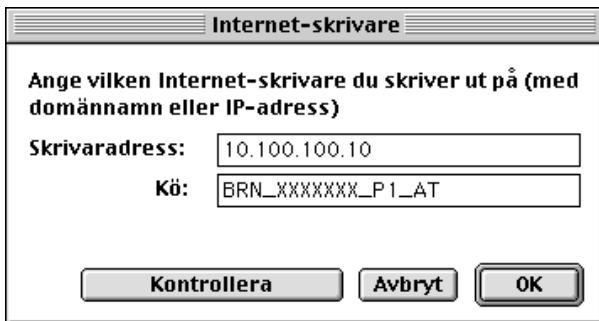 Internet-skrivare
Ange vilken Internet-skrivare du skriver ut på (med
domännamn eller IP-adress)
Skrivaradress: 10.100.100.10
Kö: BRN_XXXXXXX_P1_AT
Kontrollera Avbryt OK